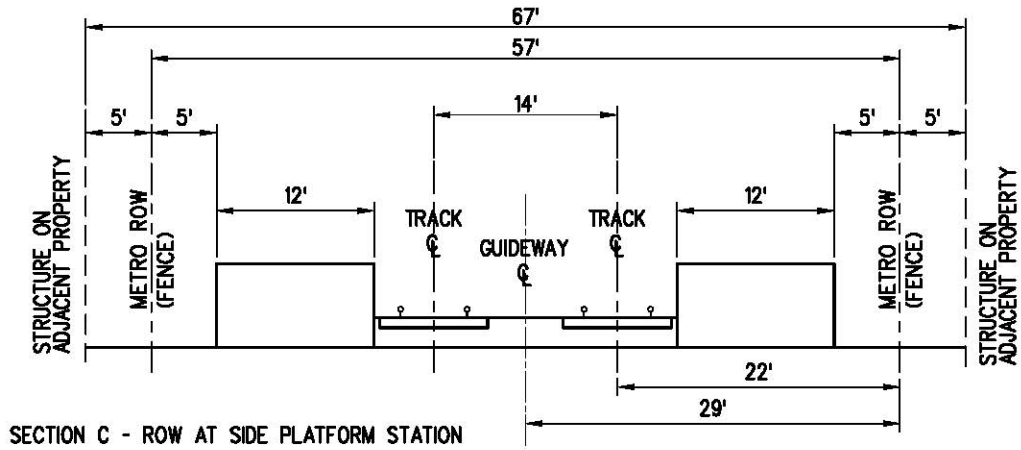 67'
57'
14'
5'
5'
5'
5'
12'
12'
TRACK
℄
TRACK
℄
GUIDEWAY
℄
STRUCTURE ON
ADJACENT PROPERTY
METRO ROW
(FENCE)
METRO ROW
(FENCE)
STRUCTURE ON
ADJACENT PROPERTY
22'
29'
SECTION C - ROW AT SIDE PLATFORM STATION